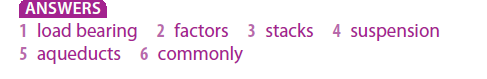 ANSWERS
1 load bearing 2 factors 3 stacks 4 suspension
5 aqueducts 6 commonly